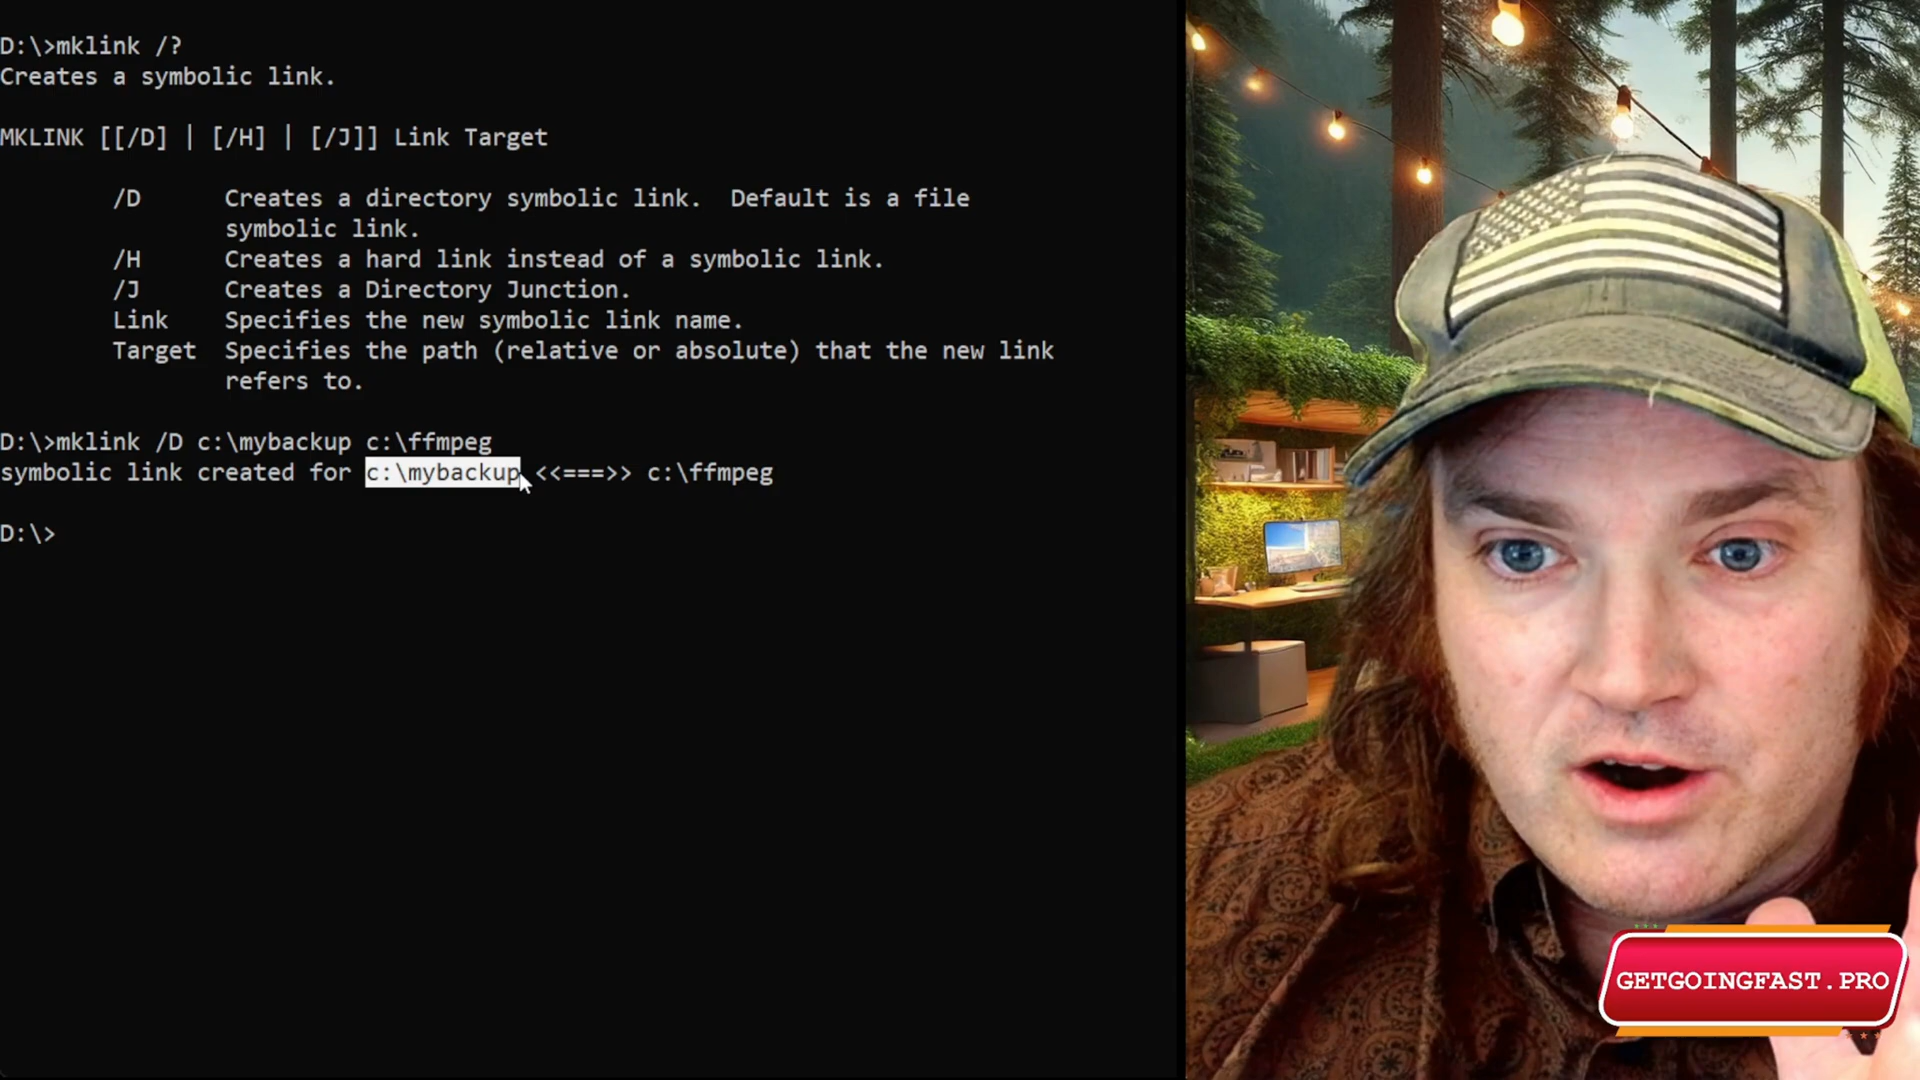 D:\>mklink /?
Creates a symbolic link.
MKLINK [[/D] | [/H] | [/J]] Link Target
/D Creates a directory symbolic link. Default is a file
symbolic link.
/H Creates a hard link instead of a symbolic link.
/J Creates a Directory Junction.
Link Specifies the new symbolic link name.
Target Specifies the path (relative or absolute) that the new link
refers to.
D:\>mklink /D c:\mybackup c:\ffmpeg
symbolic link created for c:\mybackup <<===>> c:\ffmpeg
D:\>
GETGOINGFAST.PRO